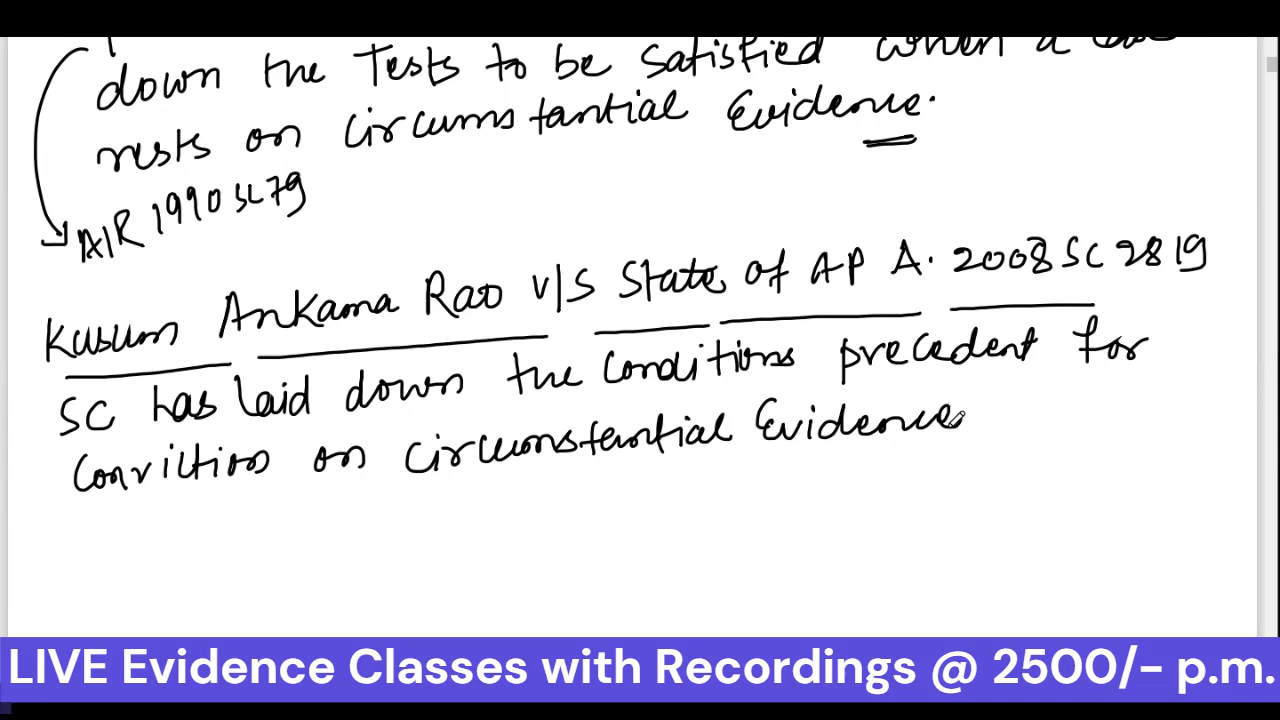 down the Tests to be satisfied when a
rests on circumstantial Evidence.
AIR 1990 SC 79
Kusum Ankama Rao v/s State of AP A. 2008 SC 2819
SC has laid down the conditions precedent for
conviction on circumstantial Evidence
LIVE Evidence Classes with Recordings @ 2500/- p.m.